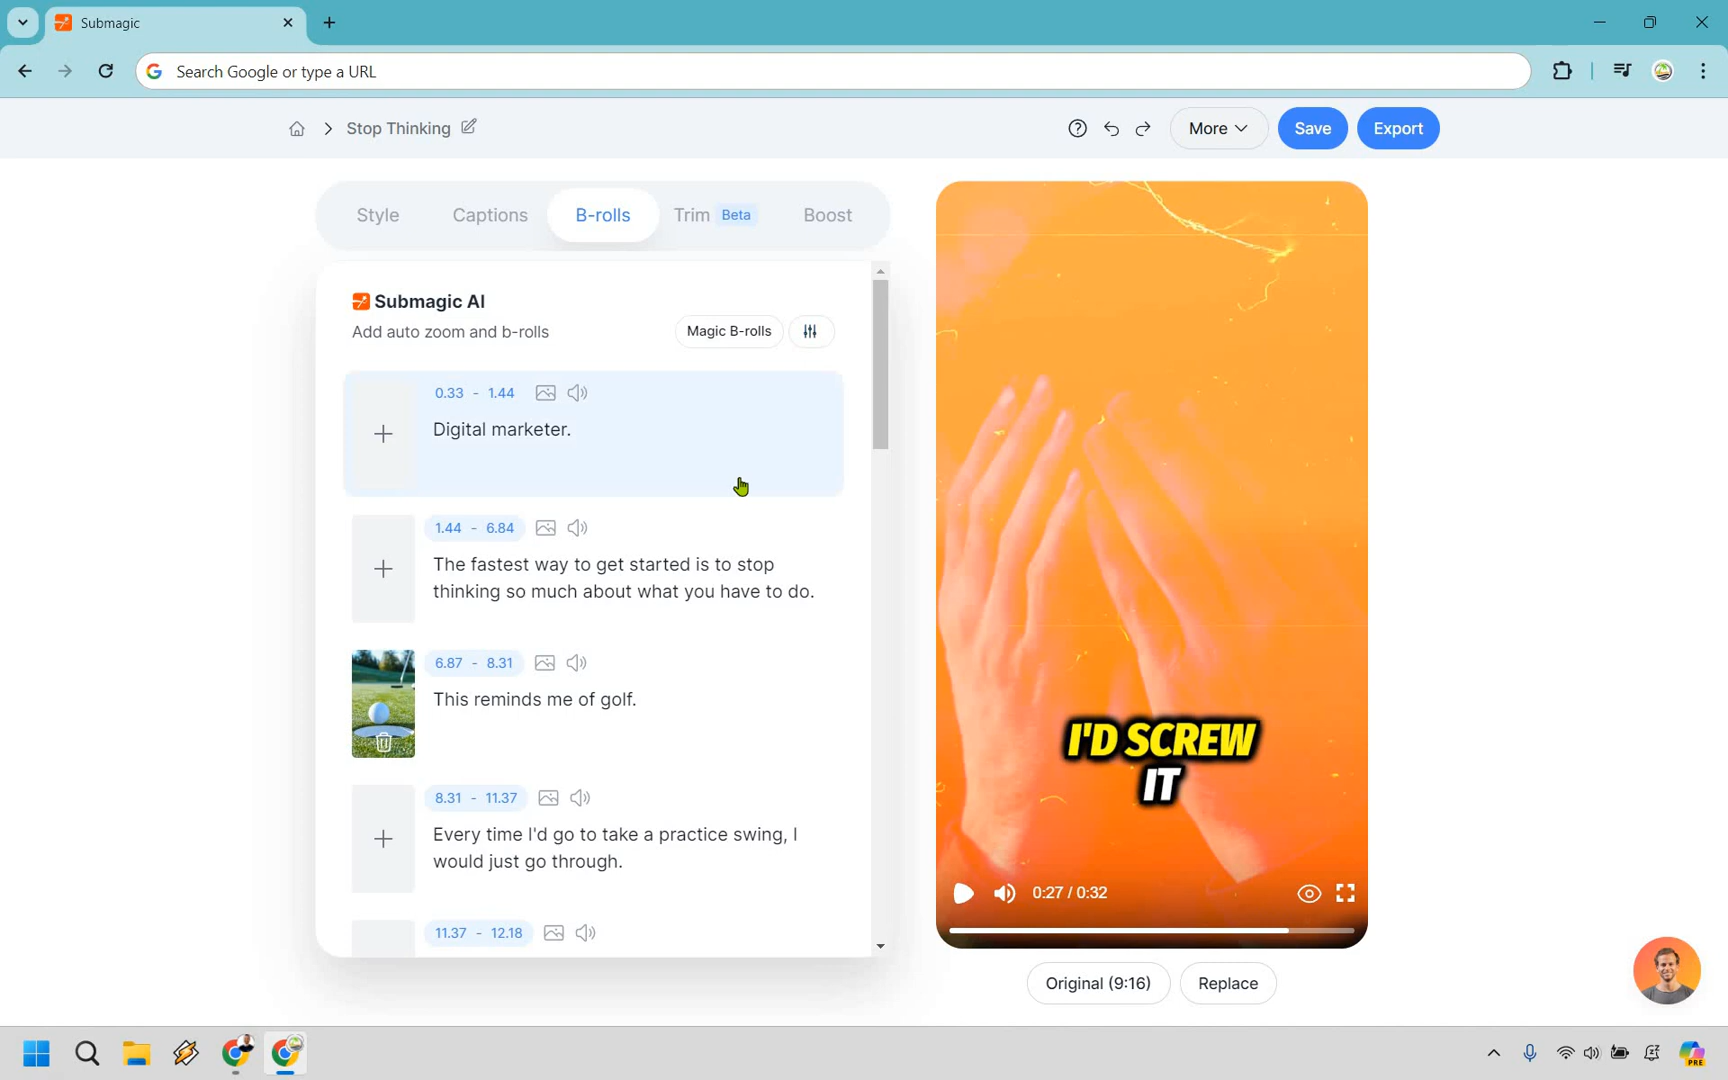 Submagic
Search Google or type a URL
Stop Thinking
More
Save
Export
Style
Captions
B-rolls
Trim Beta
Boost
Submagic AI
Add auto zoom and b-rolls
Magic B-rolls
0.33 - 1.44
Digital marketer.
1.44 - 6.84
The fastest way to get started is to stop
thinking so much about what you have to do.
6.87 - 8.31
This reminds me of golf.
8.31 - 11.37
Every time I'd go to take a practice swing, I
would just go through.
11.37 - 12.18
I'D SCREW
IT
0:27 / 0:32
Original (9:16)
Replace
PRE